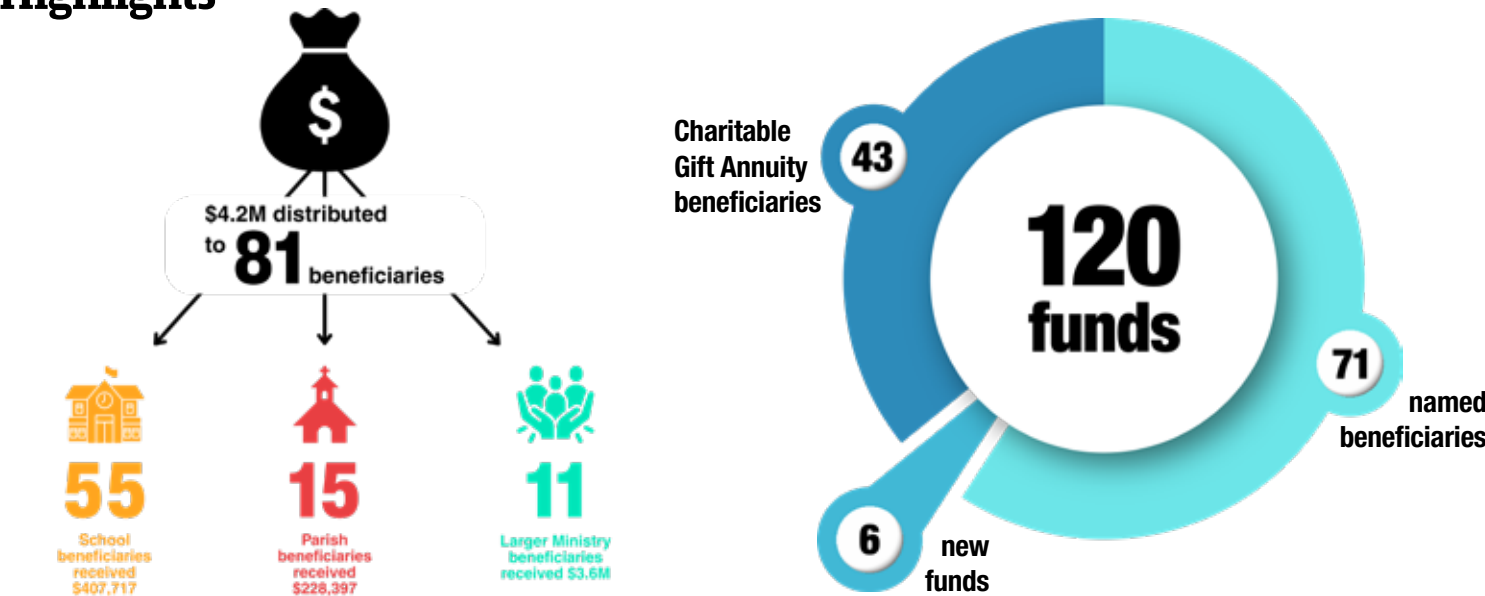 Highlights
$
$4.2M distributed
to 81 beneficiaries
55
School
beneficiaries
received
$407,717
15
Parish
beneficiaries
received
$228,397
11
Larger Ministry
beneficiaries
received $3.6M
Charitable
Gift Annuity
beneficiaries
43
120
funds
71
named
beneficiaries
6
new
funds